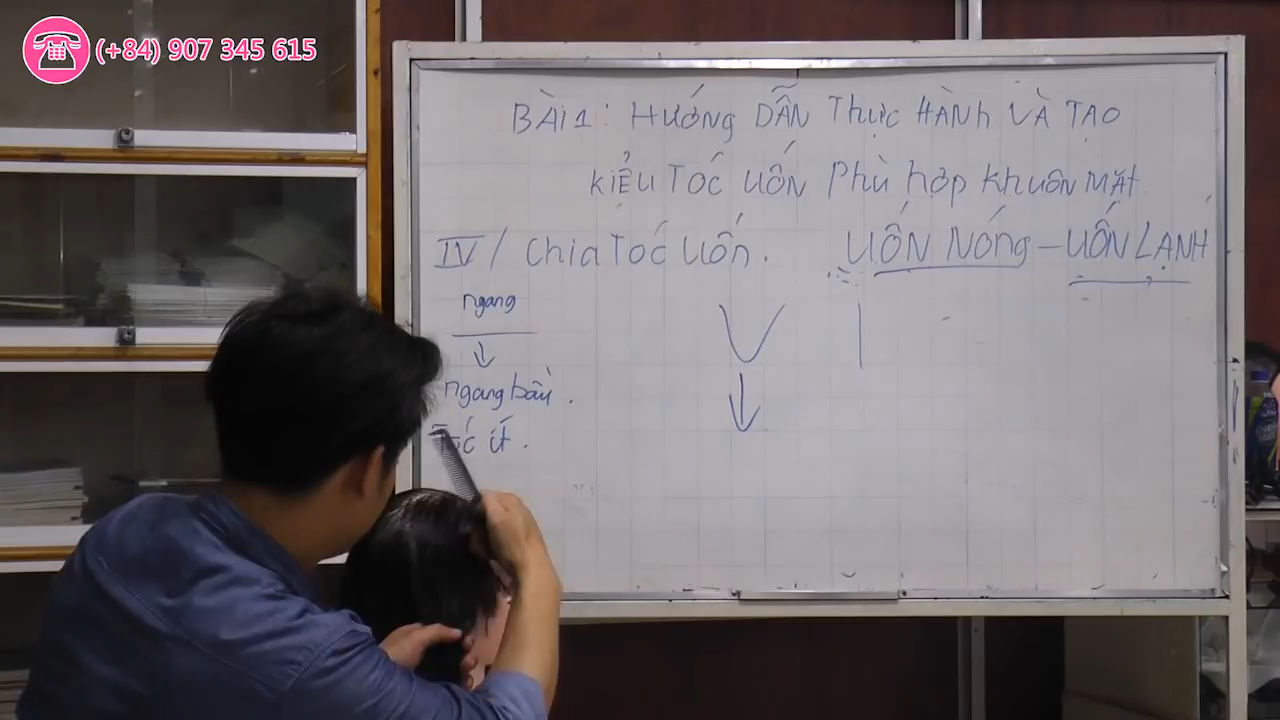 (+84) 907 345 615
BÀi 1: HướNg DẪN Thực HÀNh VÀ TẠO
KIỂU TÓC UỐN Phù hợp KhuôN MẶt
IV/ Chia Tóc Uốn. UỐN NÓNG – UỐN LẠNH
ngang
ngang bầu.
ít.